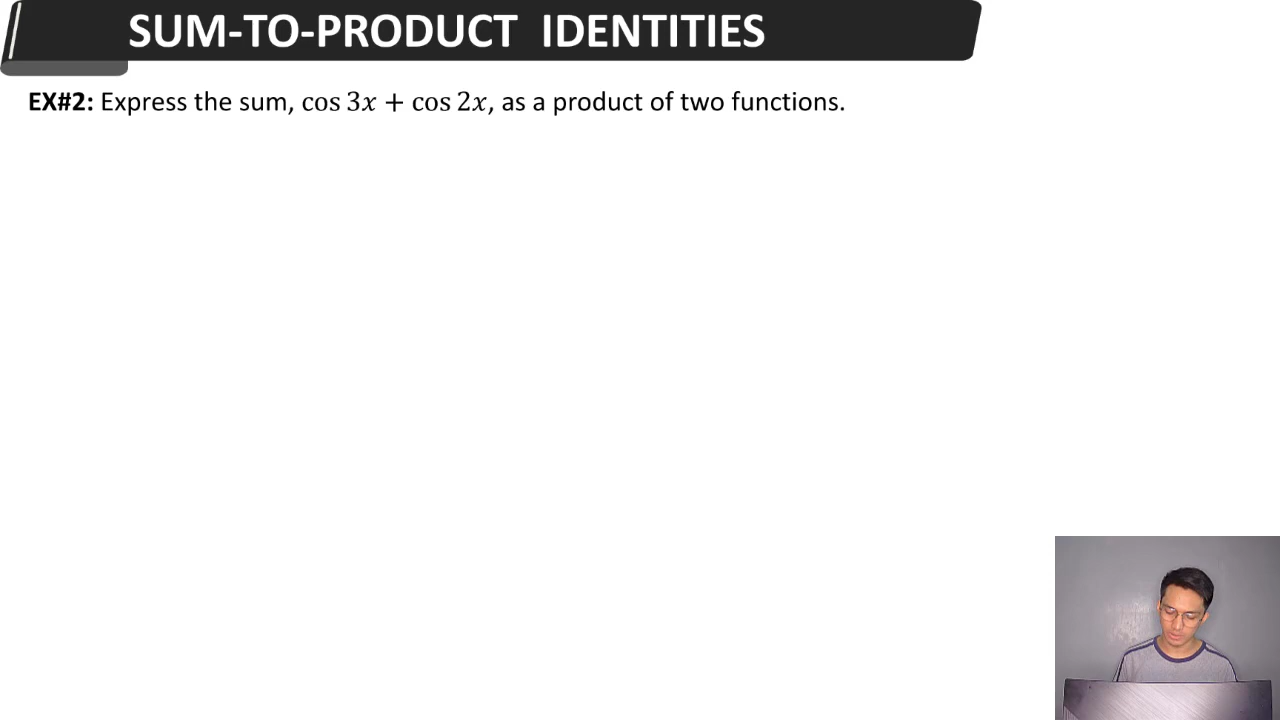 SUM-TO-PRODUCT IDENTITIES
EX#2: Express the sum, cos 3x + cos 2x, as a product of two functions.